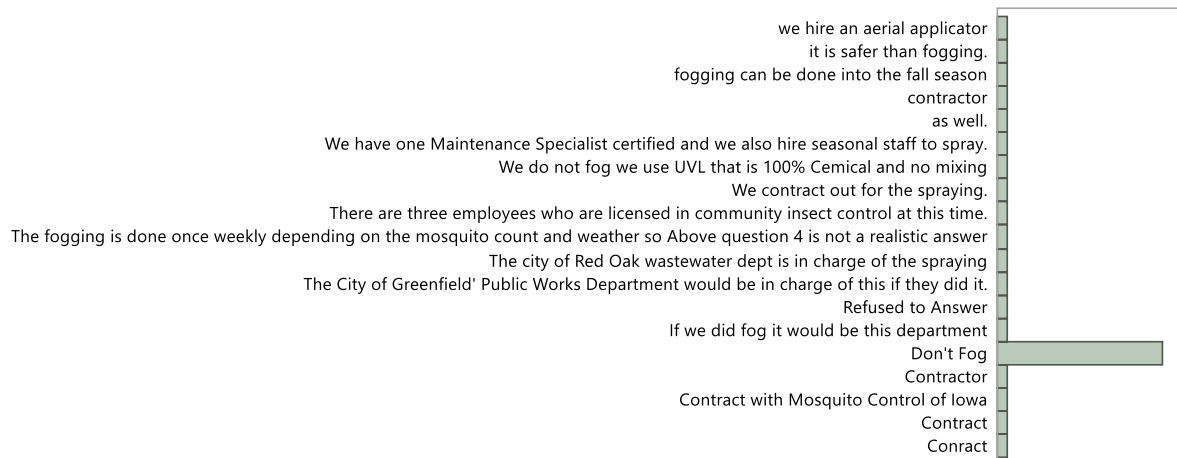 we hire an aerial applicator
it is safer than fogging.
fogging can be done into the fall season
contractor
as well.
We have one Maintenance Specialist certified and we also hire seasonal staff to spray.
We do not fog we use UVL that is 100% Cemical and no mixing
We contract out for the spraying.
There are three employees who are licensed in community insect control at this time.
The fogging is done once weekly depending on the mosquito count and weather so Above question 4 is not a realistic answer
The city of Red Oak wastewater dept is in charge of the spraying
The City of Greenfield' Public Works Department would be in charge of this if they did it.
Refused to Answer
If we did fog it would be this department
Don't Fog
Contractor
Contract with Mosquito Control of Iowa
Contract
Conract